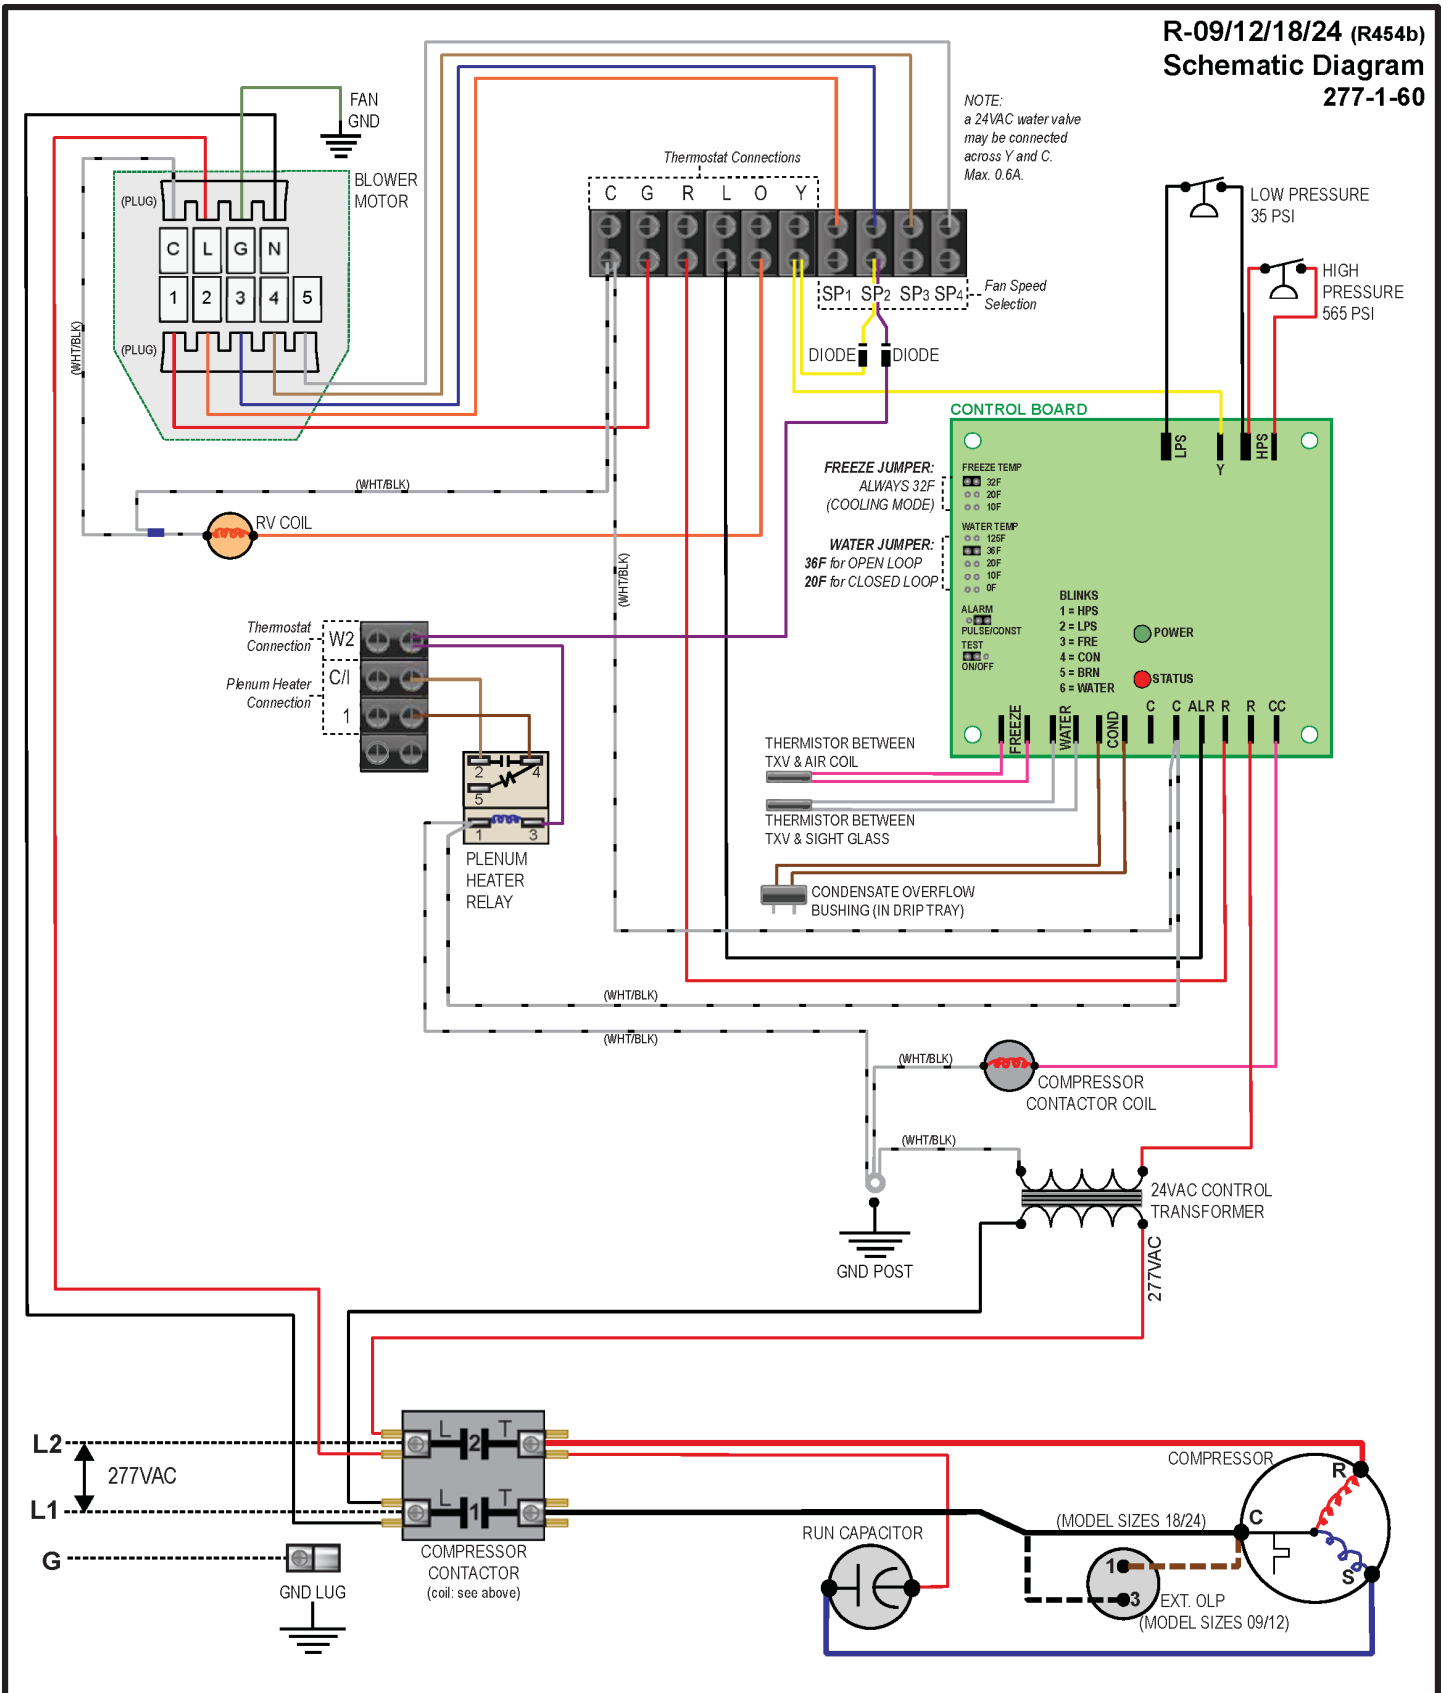 R-09/12/18/24 (R454b)
Schematic Diagram
277-1-60
NOTE:
a 24VAC water valve
may be connected
across Y and C.
Max. 0.6A.
FAN
GND
BLOWER
MOTOR
(PLUG)
C L G N
1 2 3 4 5
(PLUG)
(WHT/BLK)
Thermostat Connections
C G R L O Y
SP1 SP2 SP3 SP4
Fan Speed
Selection
DIODE
DIODE
LOW PRESSURE
35 PSI
HIGH
PRESSURE
565 PSI
CONTROL BOARD
LPS
Y
HPS
FREEZE JUMPER:
ALWAYS 32F
(COOLING MODE)
FREEZE TEMP
32F
20F
10F
WATER JUMPER:
36F for OPEN LOOP
20F for CLOSED LOOP
WATER TEMP
125F
36F
20F
10F
0F
ALARM
PULSE/CONST
TEST
ON/OFF
BLINKS
1 = HPS
2 = LPS
3 = FRE
4 = CON
5 = BRN
6 = WATER
POWER
STATUS
FREEZE
WATER
COND
C C ALR R R CC
(WHT/BLK)
RV COIL
(WHT/BLK)
Thermostat
Connection
W2
Plenum Heater
Connection
C/I
1
2 4
5
1 3
PLENUM
HEATER
RELAY
THERMISTOR BETWEEN
TXV & AIR COIL
THERMISTOR BETWEEN
TXV & SIGHT GLASS
CONDENSATE OVERFLOW
BUSHING (IN DRIP TRAY)
(WHT/BLK)
(WHT/BLK)
(WHT/BLK)
COMPRESSOR
CONTACTOR COIL
(WHT/BLK)
24VAC CONTROL
TRANSFORMER
277VAC
GND POST
L2
277VAC
L1
G
GND LUG
L 2 T
L 1 T
COMPRESSOR
CONTACTOR
(coil: see above)
RUN CAPACITOR
(MODEL SIZES 18/24)
COMPRESSOR
R
C
S
1
3
EXT. OLP
(MODEL SIZES 09/12)